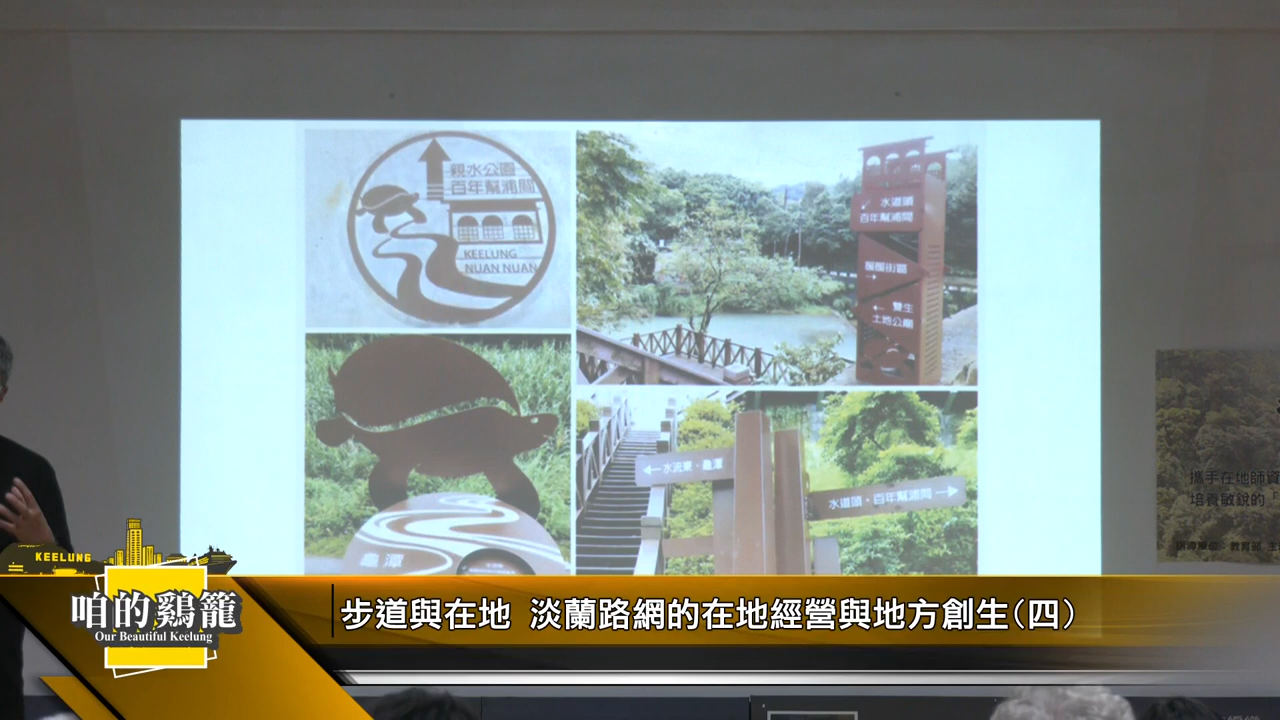 親水公園
百年幫浦間
KEELUNG
NUAN NUAN
水道頭
百年幫浦間
暖暖街區
雙生
土地公廟
龜潭
水流東・龜潭
水道頭・百年幫浦間
攜手在地師資
培養敏銳的
KEELUNG
咱的鷄籠
Our Beautiful Keelung
步道與在地 淡蘭路網的在地經營與地方創生(四)